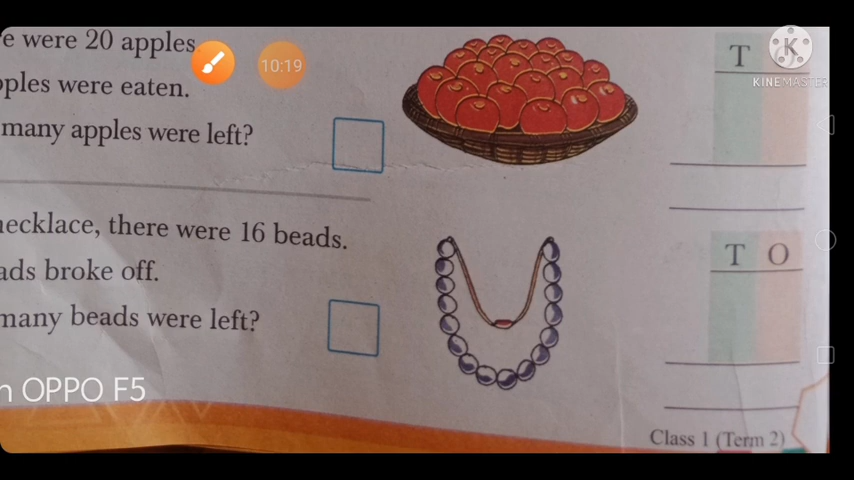 e were 20 apples
10:19
T
KINEMASTER
pples were eaten.
many apples were left?
necklace, there were 16 beads.
ads broke off.
T O
many beads were left?
n OPPO F5
Class 1 (Term 2)